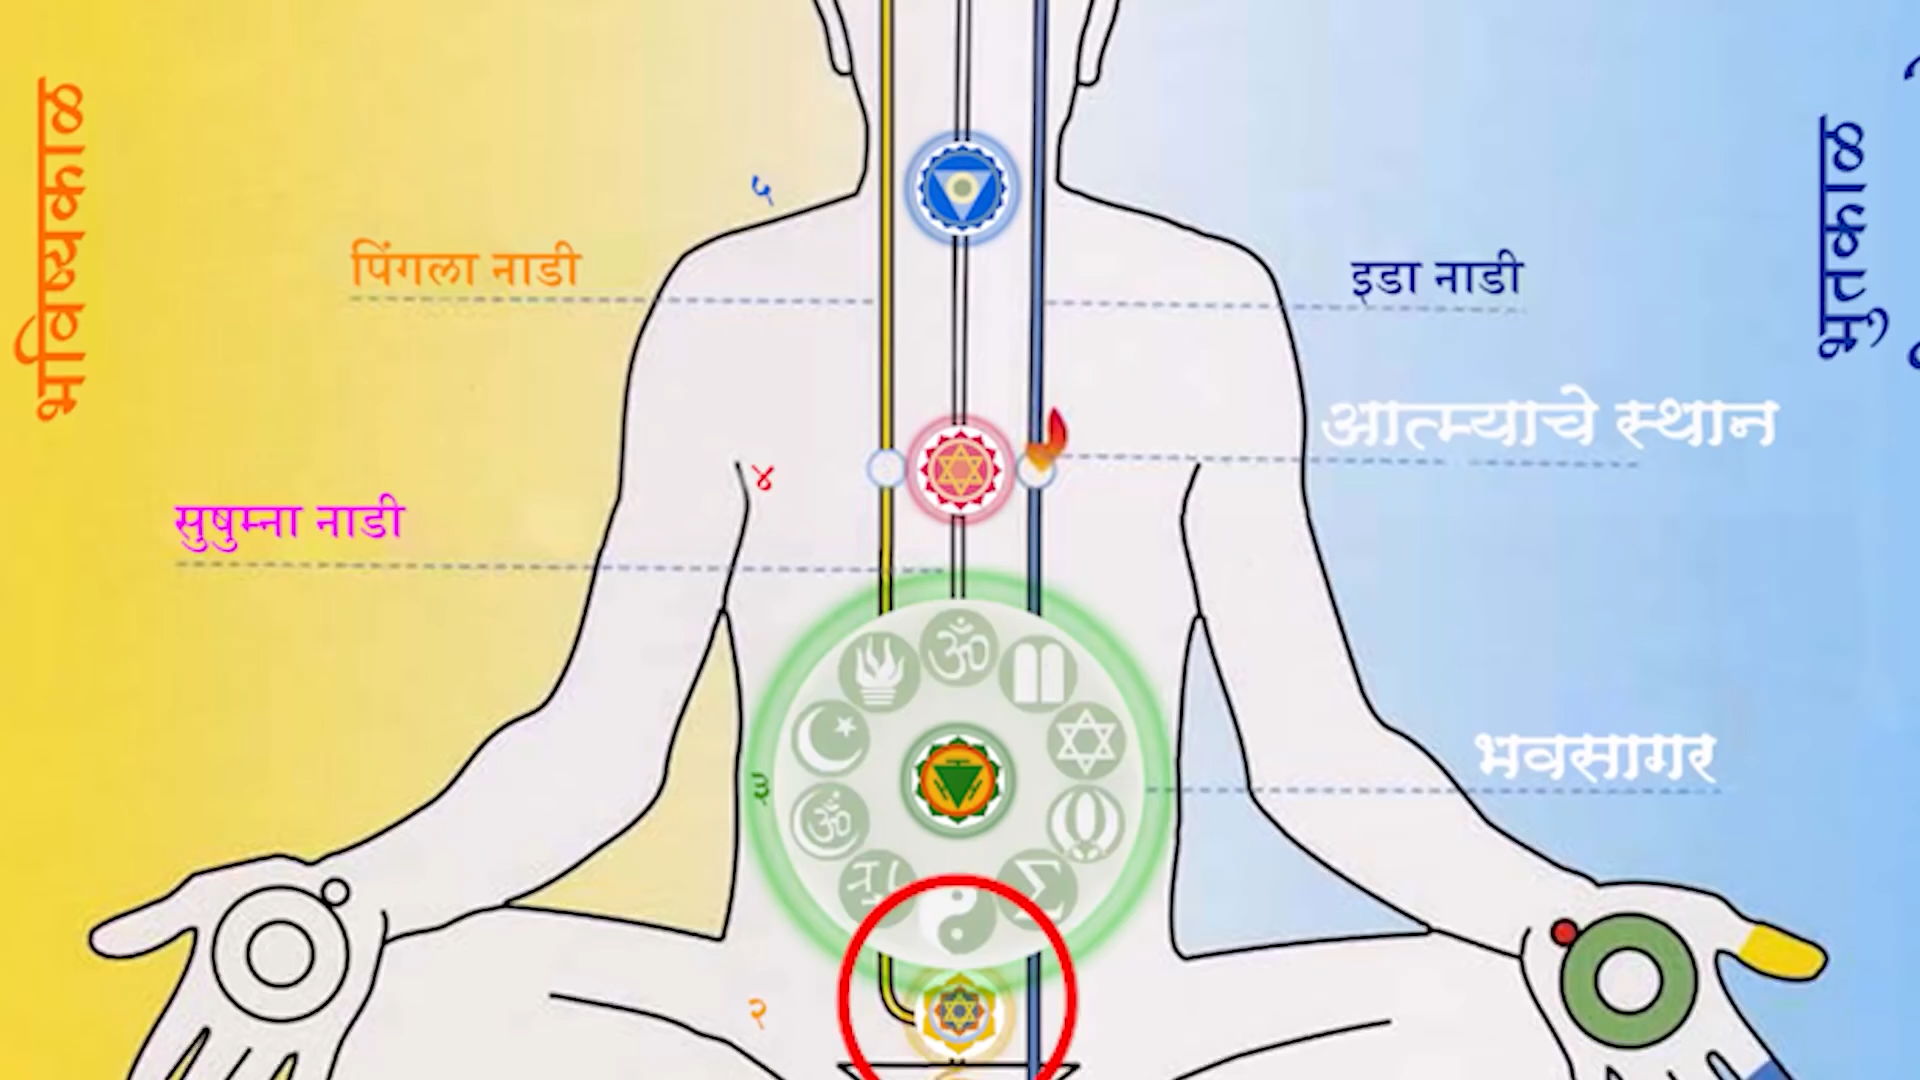 भविष्यकाळ
भुतकाळ
५
पिंगला नाडी
इडा नाडी
आत्म्याचे स्थान
४
सुषुम्ना नाडी
ॐ
भवसागर
३
ॐ
Σ
२